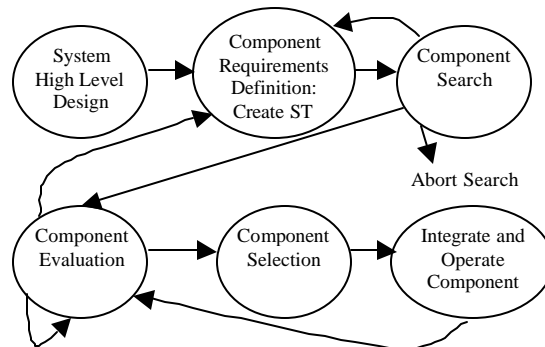 System
High Level
Design
Component
Requirements
Definition:
Create ST
Component
Search
Abort Search
Component
Evaluation
Component
Selection
Integrate and
Operate
Component